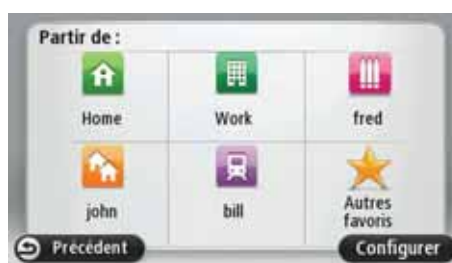 Partir de :
Home Work fred
john bill Autres
favoris
Précédent Configurer